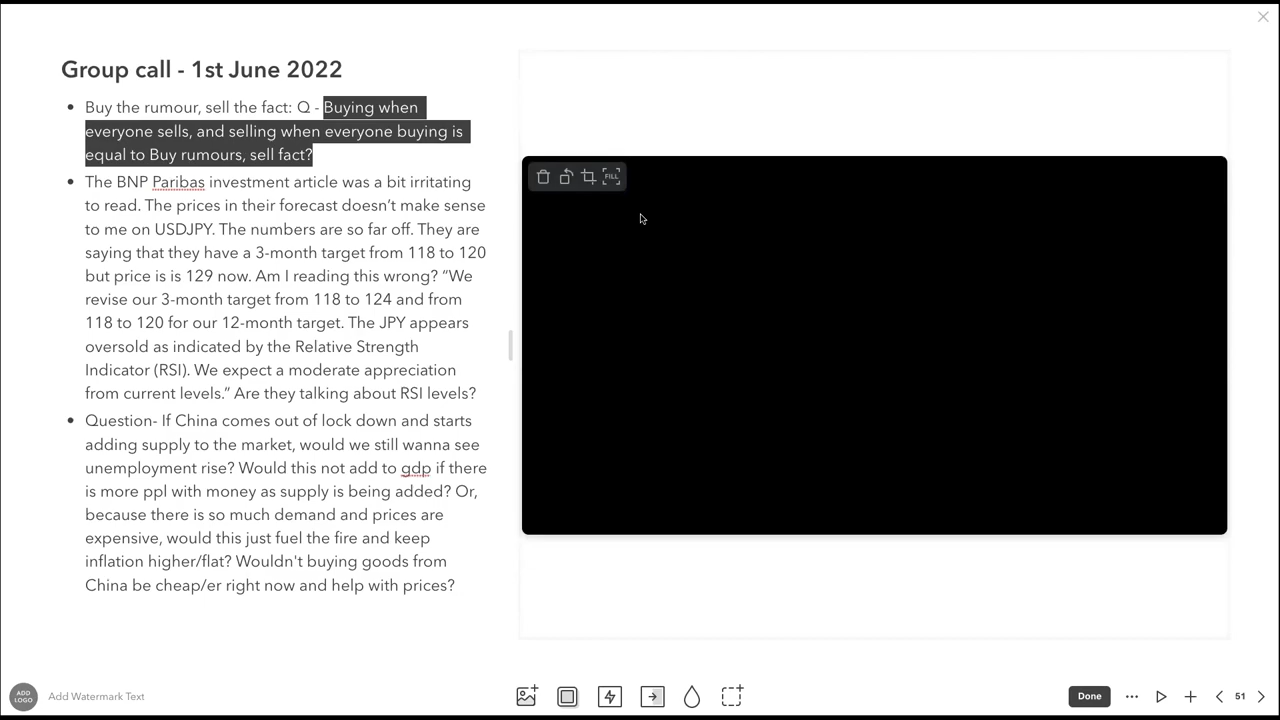 Group call - 1st June 2022
• Buy the rumour, sell the fact: Q - Buying when
everyone sells, and selling when everyone buying is
equal to Buy rumours, sell fact?
• The BNP Paribas investment article was a bit irritating
to read. The prices in their forecast doesn’t make sense
to me on USDJPY. The numbers are so far off. They are
saying that they have a 3-month target from 118 to 120
but price is is 129 now. Am I reading this wrong? “We
revise our 3-month target from 118 to 124 and from
118 to 120 for our 12-month target. The JPY appears
oversold as indicated by the Relative Strength
Indicator (RSI). We expect a moderate appreciation
from current levels.” Are they talking about RSI levels?
• Question- If China comes out of lock down and starts
adding supply to the market, would we still wanna see
unemployment rise? Would this not add to gdp if there
is more ppl with money as supply is being added? Or,
because there is so much demand and prices are
expensive, would this just fuel the fire and keep
inflation higher/flat? Wouldn't buying goods from
China be cheap/er right now and help with prices?
FILL
ADD
LOGO
Add Watermark Text
Done
51